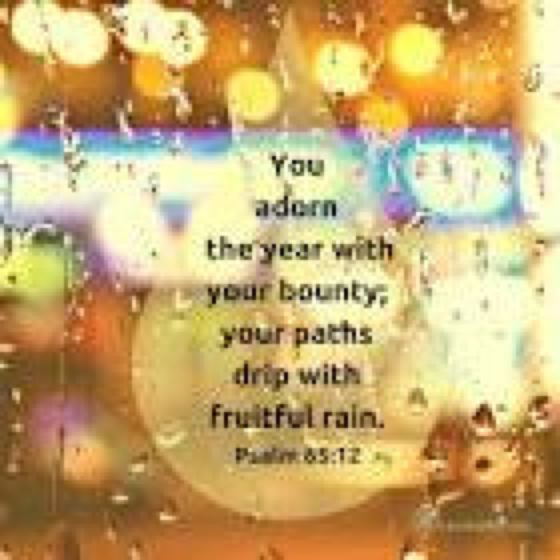 You
adorn
the year with
your bounty;
your paths
drip with
fruitful rain.
Psalm 65:12